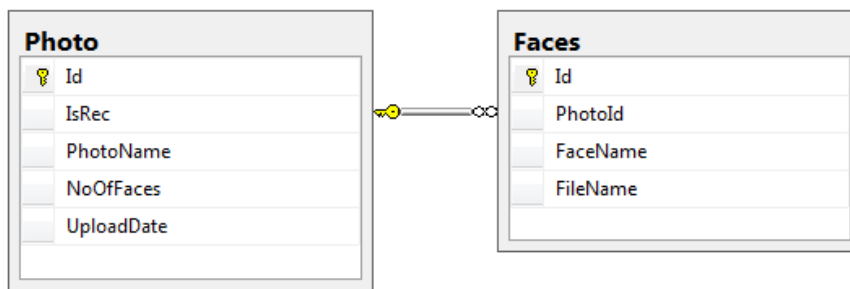 Photo
Id
IsRec
PhotoName
NoOfFaces
UploadDate
Faces
Id
PhotoId
FaceName
FileName